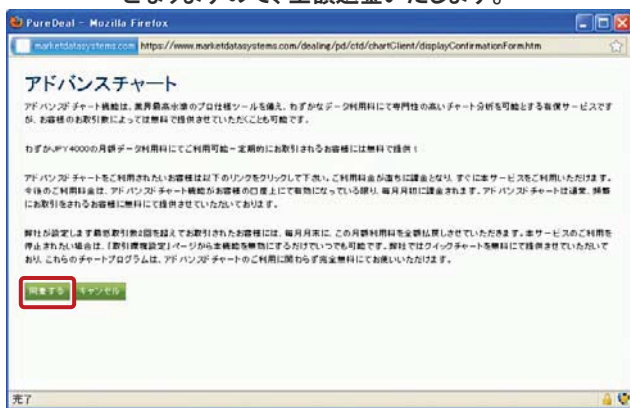 となりますので、全額返金いたします。
PureDeal - Mozilla Firefox
marketdatasystems.com https://www.marketdatasystems.com/dealing/pd/ctd/chartClient/displayConfirmationForm.htm
アドバンスチャート
アドバンスドチャート機能は、業界最高水準のプロ仕様ツールを備え、わずかなデータ利用料にて専門性の高いチャート分析を可能とする有償サービスです
が、お客様のお取引数によっては無料で提供させていただくことも可能です。
わずかJPY4000の月額データ利用料にてご利用可能-定期的にお取引されるお客様には無料で提供!
アドバンスドチャートをご利用されたいお客様は以下のリンクをクリックして下さい。ご利用料金が直ちに課金となり、すぐに本サービスをご利用いただけます。
今後のご利用料金は、アドバンスドチャート機能がお客様の口座上にて有効になっている限り、毎月月初に課金されます。アドバンスドチャートは通常、頻繁
にお取引をされるお客様に無料にて提供させていただいております。
弊社が設定します最低取引数2回を超えてお取引されたお客様には、毎月月末に、この月額利用料を全額払戻しさせていただきます。本サービスのご利用を
停止されたい場合は、「取引環境設定」ページから本機能を無効にするだけでいつでも可能です。弊社ではクイックチャートを無料にて提供させていただいて
おり、これらのチャートプログラムは、アドバンスドチャートのご利用に関わらず完全無料にてお使いいただけます。
同意する キャンセル
完了